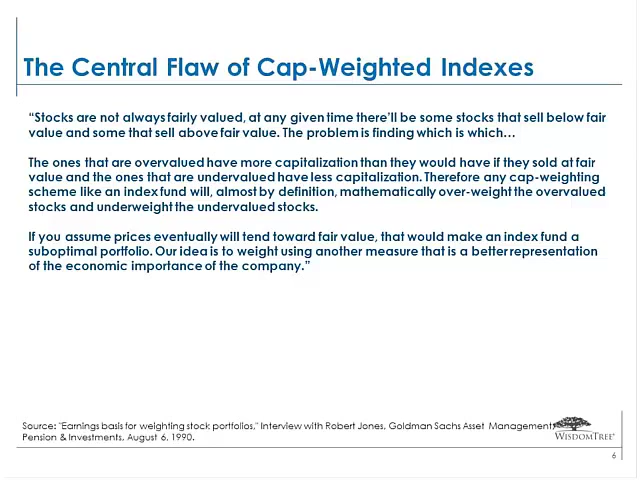 The Central Flaw of Cap-Weighted Indexes
“Stocks are not always fairly valued, at any given time there’ll be some stocks that sell below fair
value and some that sell above fair value. The problem is finding which is which…
The ones that are overvalued have more capitalization than they would have if they sold at fair
value and the ones that are undervalued have less capitalization. Therefore any cap-weighting
scheme like an index fund will, almost by definition, mathematically over-weight the overvalued
stocks and underweight the undervalued stocks.
If you assume prices eventually will tend toward fair value, that would make an index fund a
suboptimal portfolio. Our idea is to weight using another measure that is a better representation
of the economic importance of the company.”
Source: "Earnings basis for weighting stock portfolios," Interview with Robert Jones, Goldman Sachs Asset Management,
Pension & Investments, August 6, 1990.
WISDOMTREE®
6